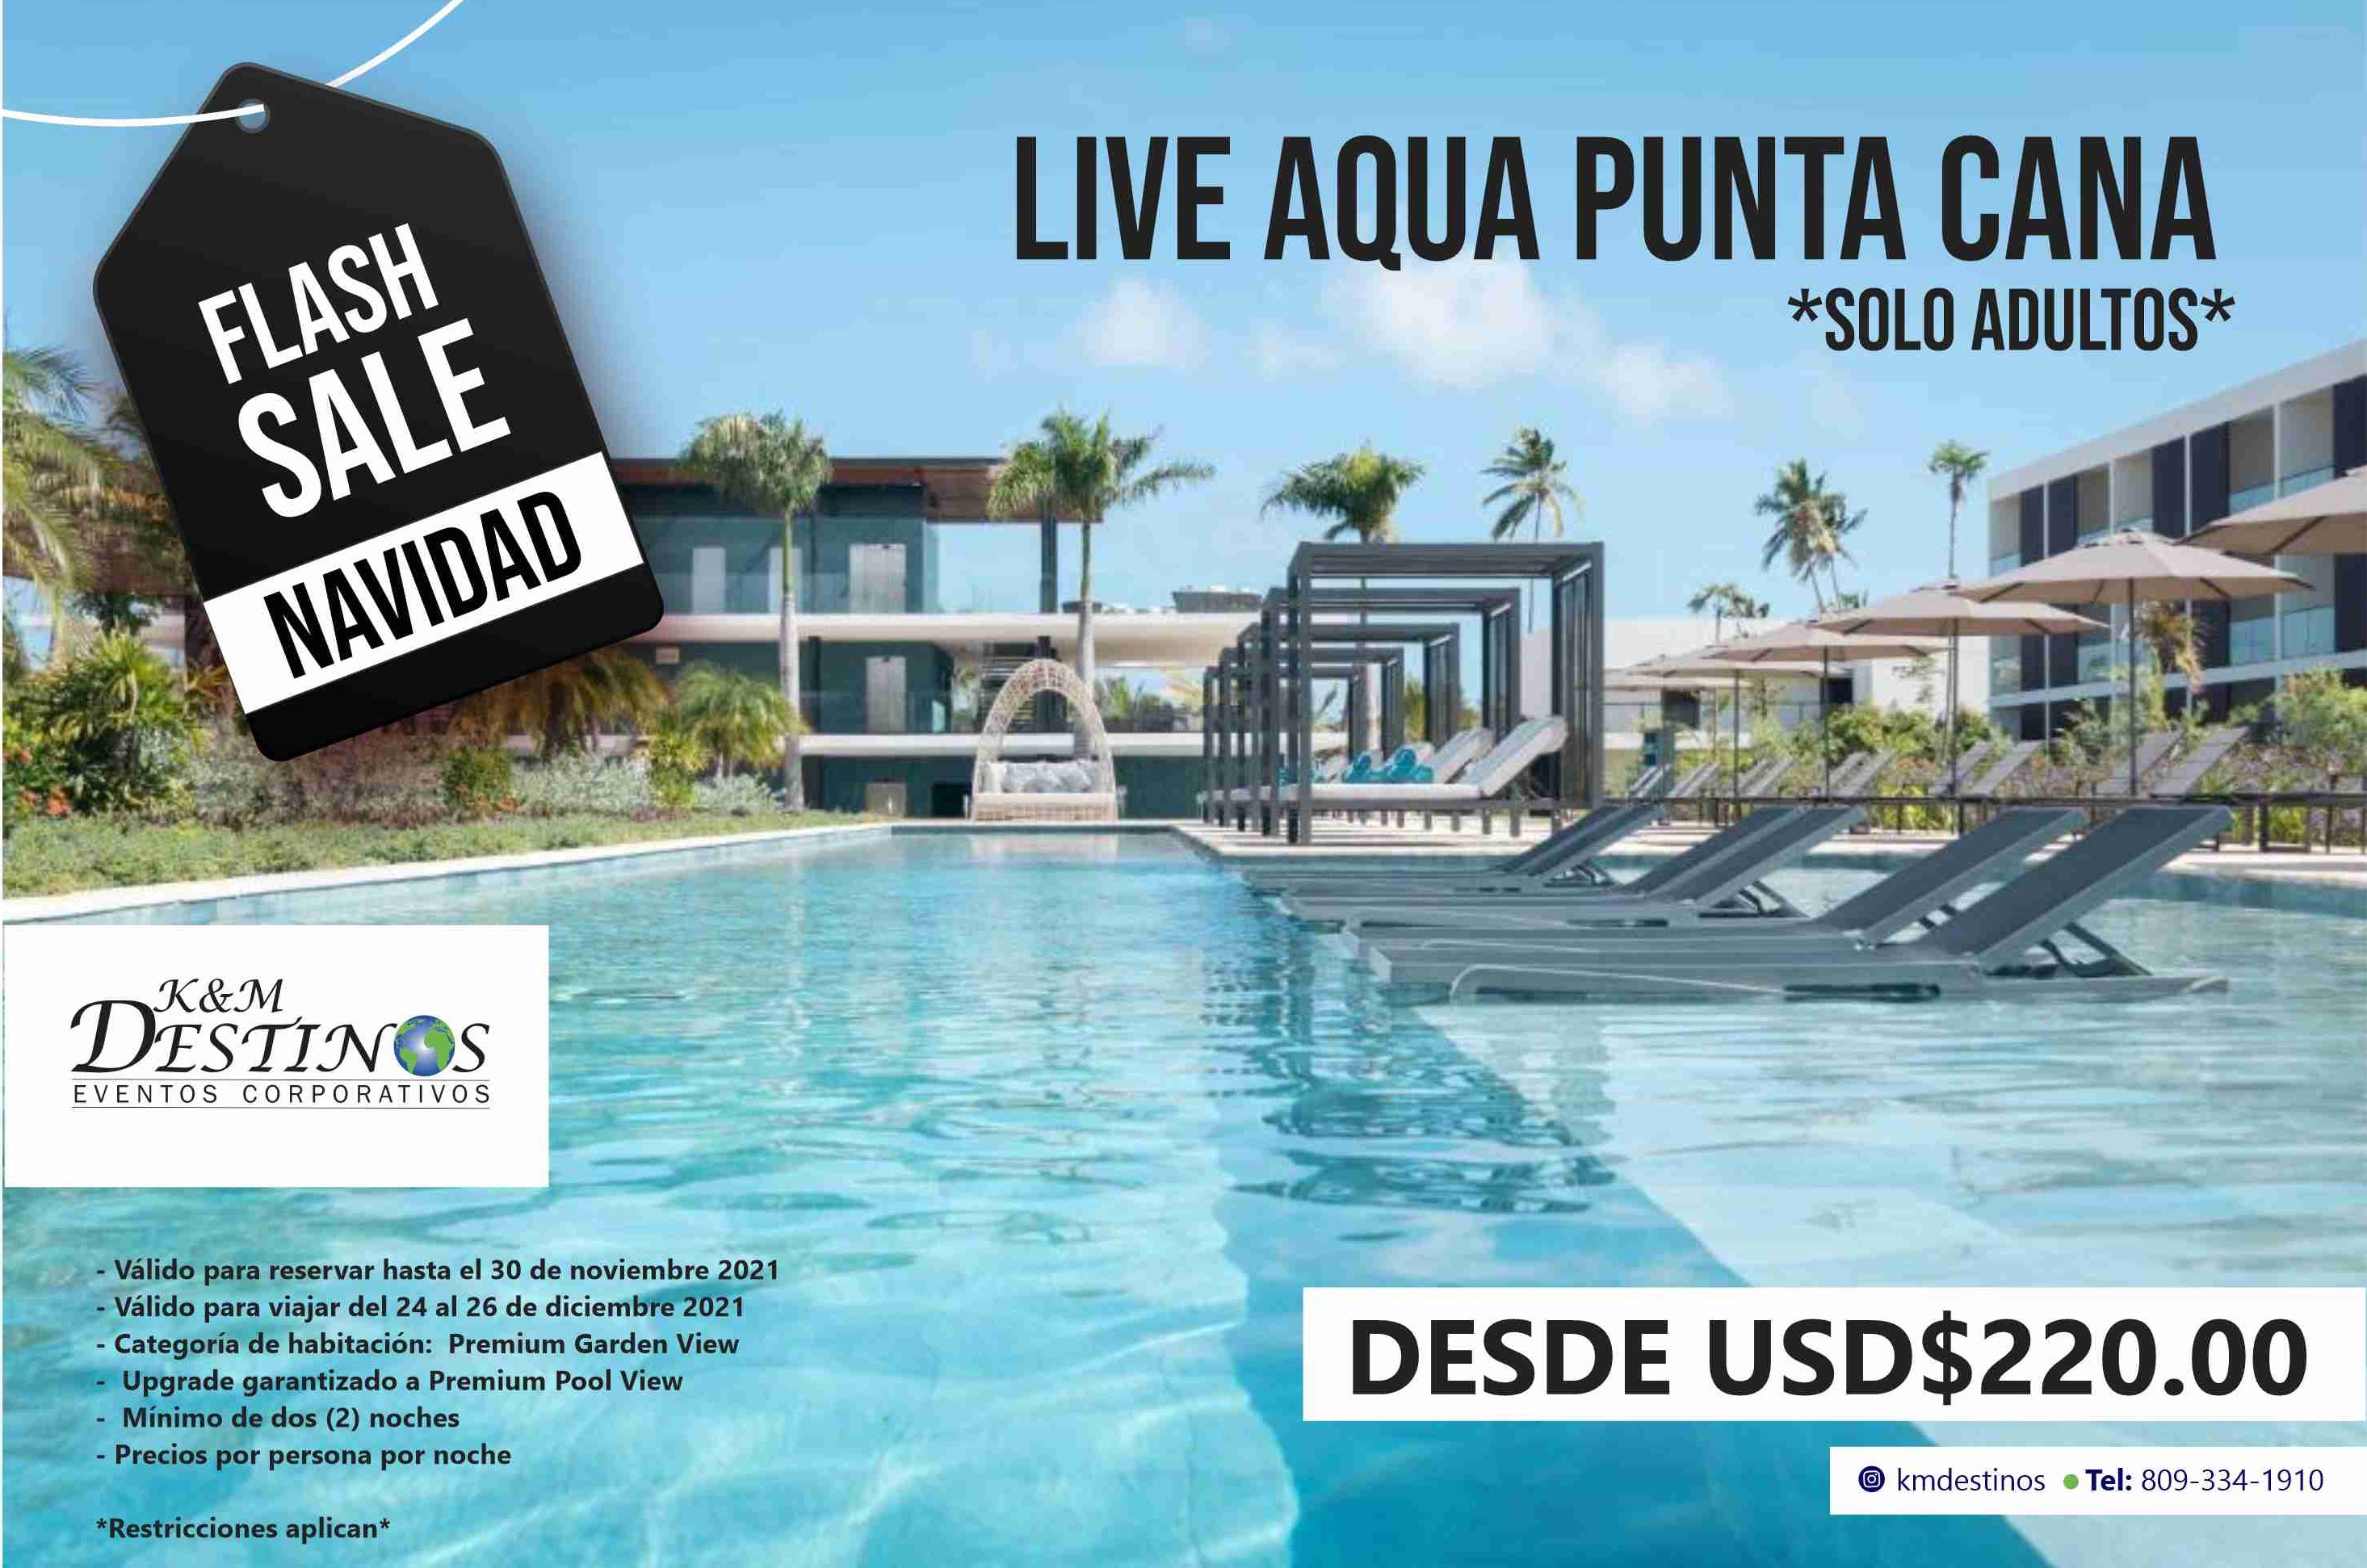 FLASH
SALE
NAVIDAD
LIVE AQUA PUNTA CANA
*SOLO ADULTOS*
K&M
DESTINOS
EVENTOS CORPORATIVOS
- Válido para reservar hasta el 30 de noviembre 2021
- Válido para viajar del 24 al 26 de diciembre 2021
- Categoría de habitación: Premium Garden View
- Upgrade garantizado a Premium Pool View
- Mínimo de dos (2) noches
- Precios por persona por noche
*Restricciones aplican*
DESDE USD$220.00
kmdestinos • Tel: 809-334-1910